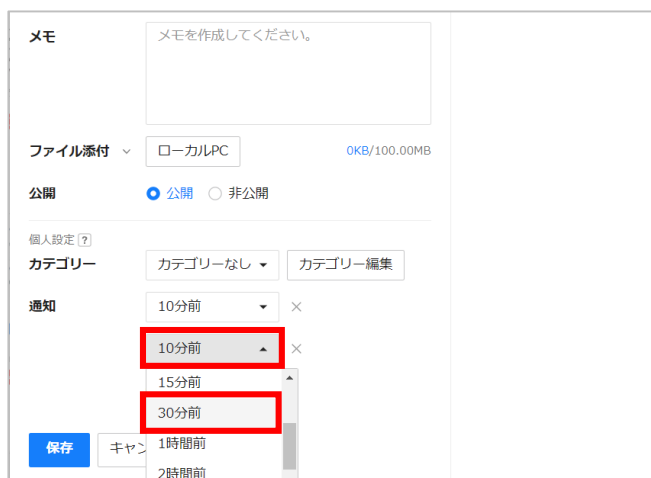 メモ
メモを作成してください。
ファイル添付 ローカルPC 0KB/100.00MB
公開 公開 非公開
個人設定 ?
カテゴリー カテゴリーなし カテゴリー編集
通知 10分前
10分前
15分前
30分前
1時間前
2時間前
保存 キャン